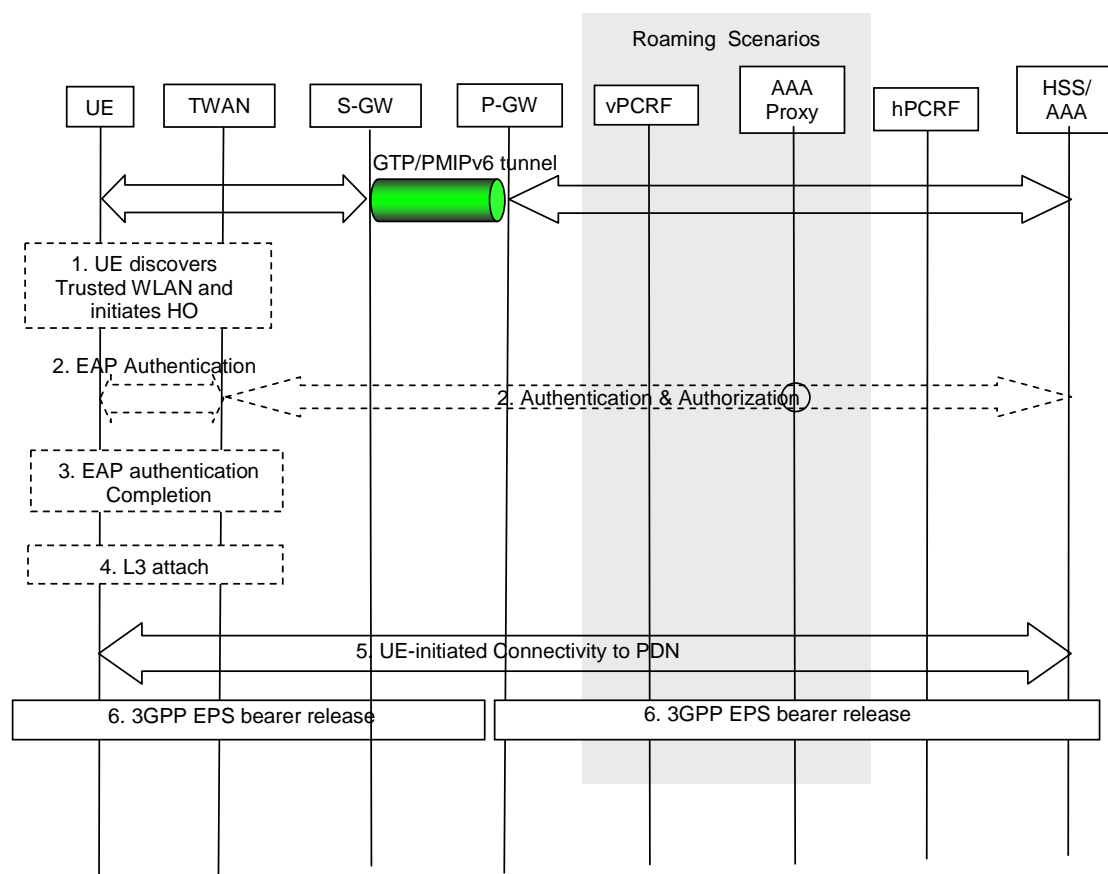 Roaming Scenarios
UE
TWAN
S-GW
P-GW
vPCRF
AAA
Proxy
hPCRF
HSS/
AAA
GTP/PMIPv6 tunnel
1. UE discovers
Trusted WLAN and
initiates HO
2. EAP Authentication
2. Authentication & Authorization
3. EAP authentication
Completion
4. L3 attach
5. UE-initiated Connectivity to PDN
6. 3GPP EPS bearer release
6. 3GPP EPS bearer release